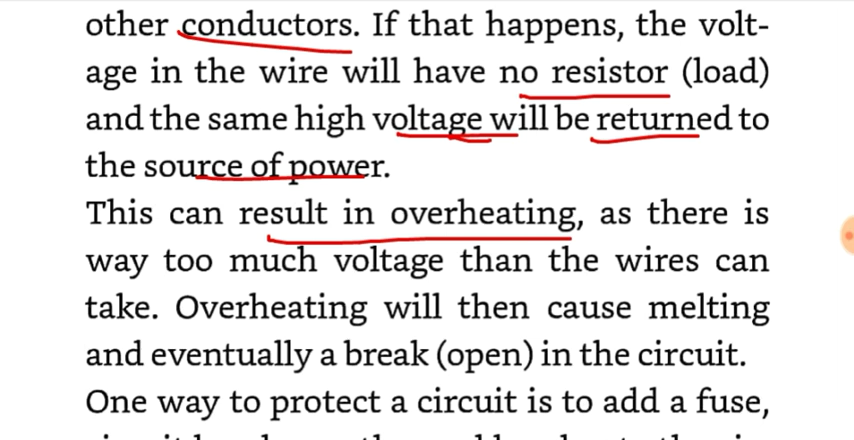 other conductors. If that happens, the volt-
age in the wire will have no resistor (load)
and the same high voltage will be returned to
the source of power.
This can result in overheating, as there is
way too much voltage than the wires can
take. Overheating will then cause melting
and eventually a break (open) in the circuit.
One way to protect a circuit is to add a fuse,